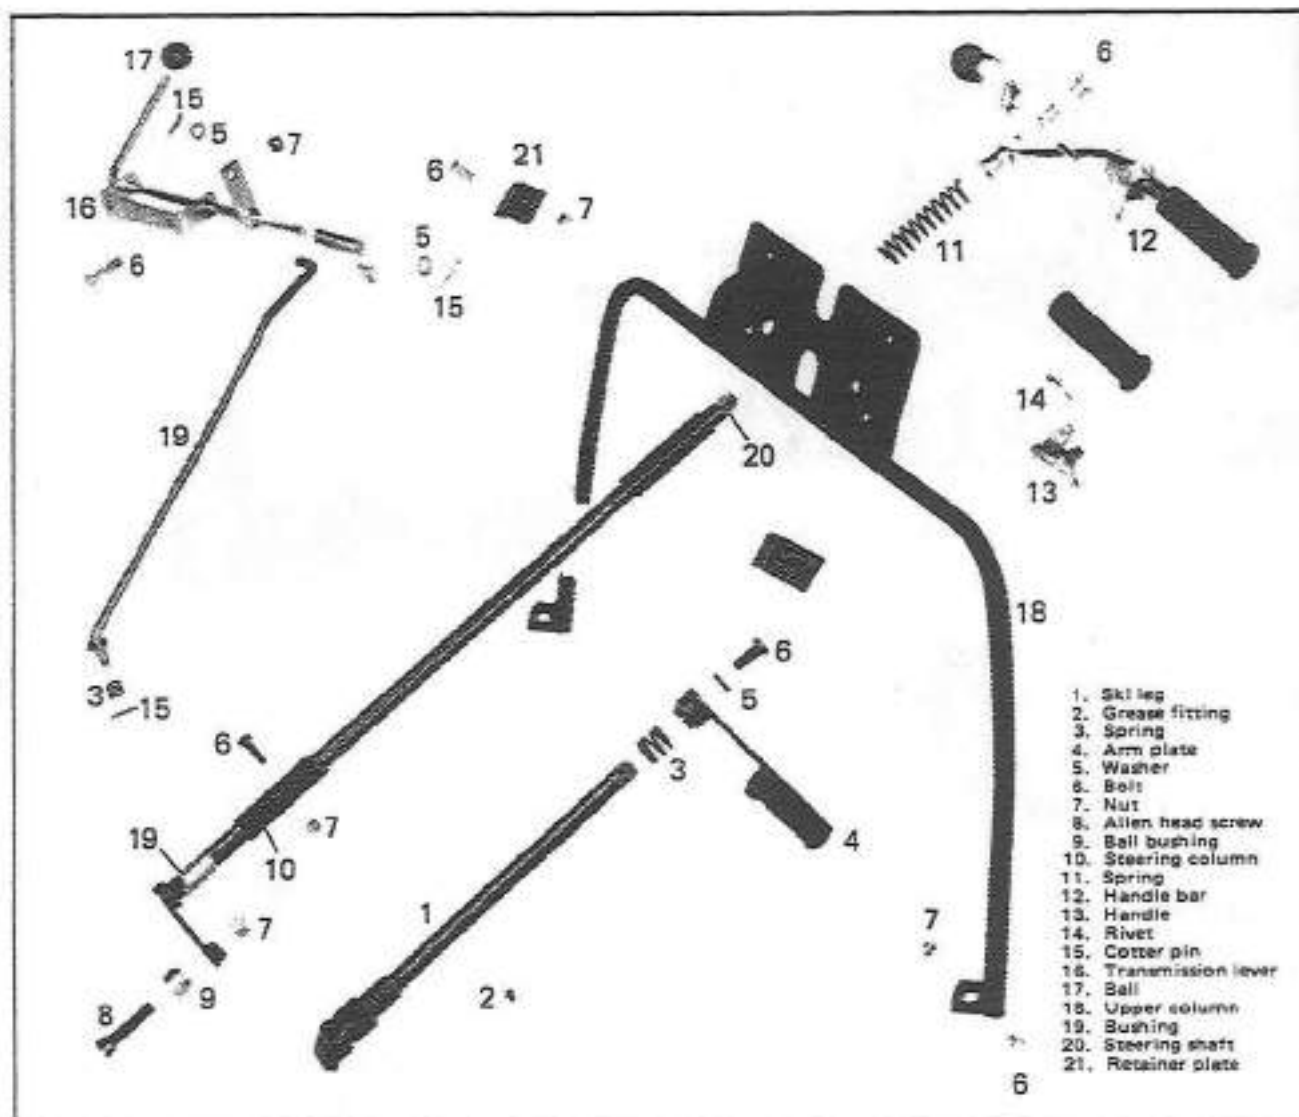 17
6
15
5
7
6
21
16
7
5
11
12
6
15
14
19
20
13
18
6
3
5
15
6
3
19
10
7
4
1
7
7
9
2
8
6
1. Ski leg
2. Grease fitting
3. Spring
4. Arm plate
5. Washer
6. Bolt
7. Nut
8. Allen head screw
9. Ball bushing
10. Steering column
11. Spring
12. Handle bar
13. Handle
14. Rivet
15. Cotter pin
16. Transmission lever
17. Ball
18. Upper column
19. Bushing
20. Steering shaft
21. Retainer plate